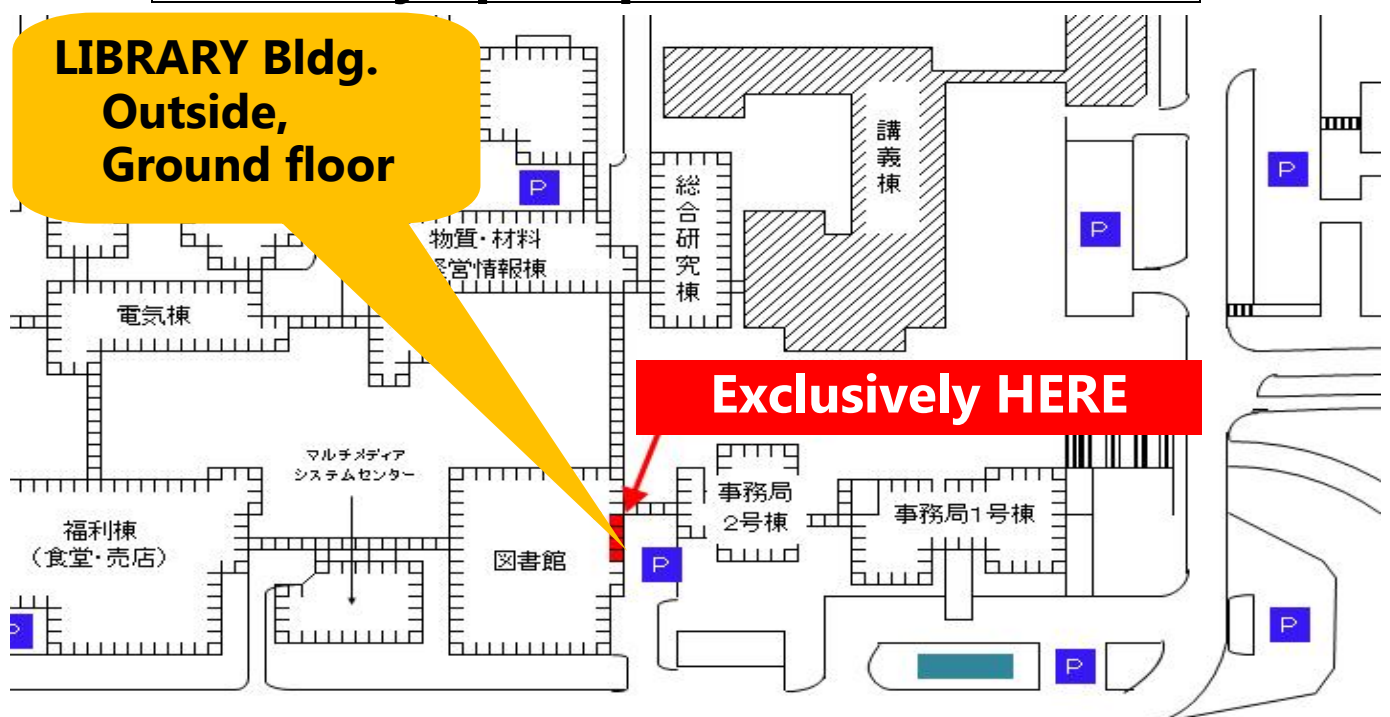 LIBRARY Bldg.
Outside,
Ground floor
P
講義棟
P
P
総合研究棟
物質・材料
経営情報棟
電気棟
Exclusively HERE
マルチメディア
システムセンター
事務局
2号棟
事務局1号棟
福利棟
(食堂・売店)
図書館
P
P
P
P